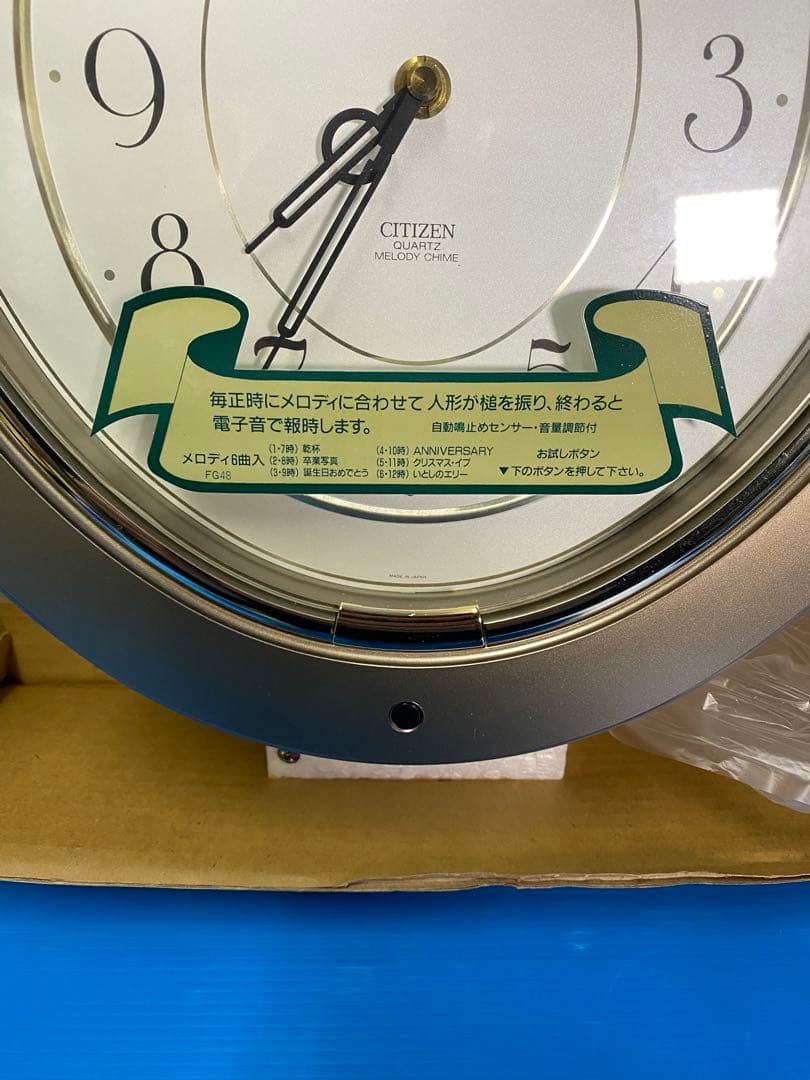 9
3
CITIZEN
QUARTZ
MELODY CHIME
8
7
5
毎正時にメロディに合わせて 人形が槌を振り、終わると
電子音で報時します。 自動鳴止めセンサー・音量調節付
メロディ6曲入 (1・7時) 乾杯 (4・10時) ANNIVERSARY お試しボタン
(2・8時) 卒業写真 (5・11時) クリスマス・イブ ▼下のボタンを押して下さい。
FG48 (3・9時) 誕生日おめでとう (6・12時) いとしのエリー
MADE IN JAPAN